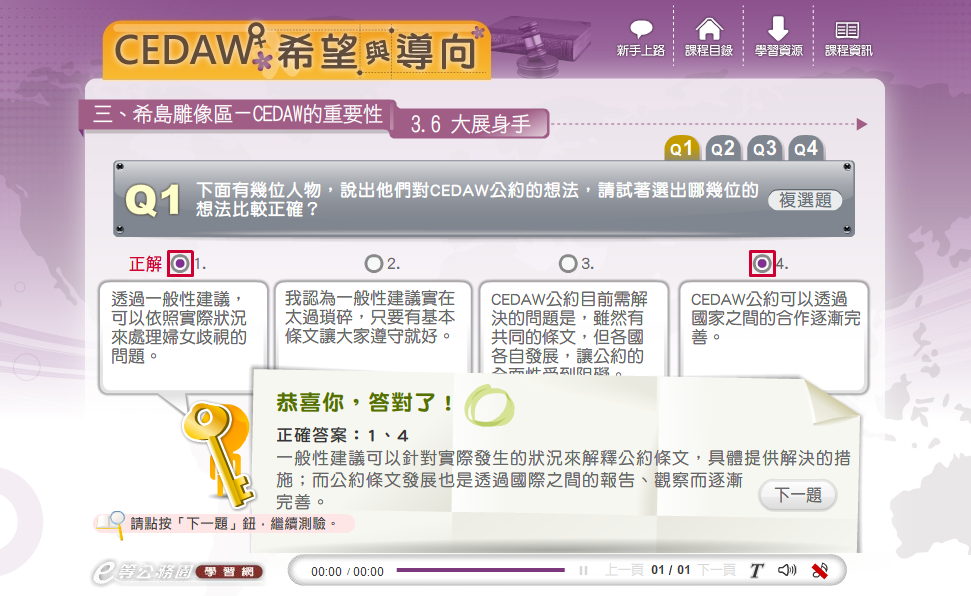 CEDAW希望與導向
新手上路
課程目錄
學習資源
課程資訊
三、希島雕像區－CEDAW的重要性
3.6 大展身手
Q1
Q2
Q3
Q4
Q1
下面有幾位人物，說出他們對CEDAW公約的想法，請試著選出哪幾位的
想法比較正確？
複選題
正解
1.
2.
3.
4.
透過一般性建議，
可以依照實際狀況
來處理婦女歧視的
問題。
我認為一般性建議實在
太過瑣碎，只要有基本
條文讓大家遵守就好。
CEDAW公約目前需解
決的問題是，雖然有
共同的條文，但各國
各自發展，讓公約的
全面性受到阻礙。
CEDAW公約可以透過
國家之間的合作逐漸完
善。
恭喜你，答對了！
正確答案：1、4
一般性建議可以針對實際發生的狀況來解釋公約條文，具體提供解決的措
施；而公約條文發展也是透過國際之間的報告、觀察而逐漸
完善。
下一題
請點按「下一題」鈕，繼續測驗。
e等公務園
學習網
00:00 / 00:00
上一頁
01 / 01
下一頁
T